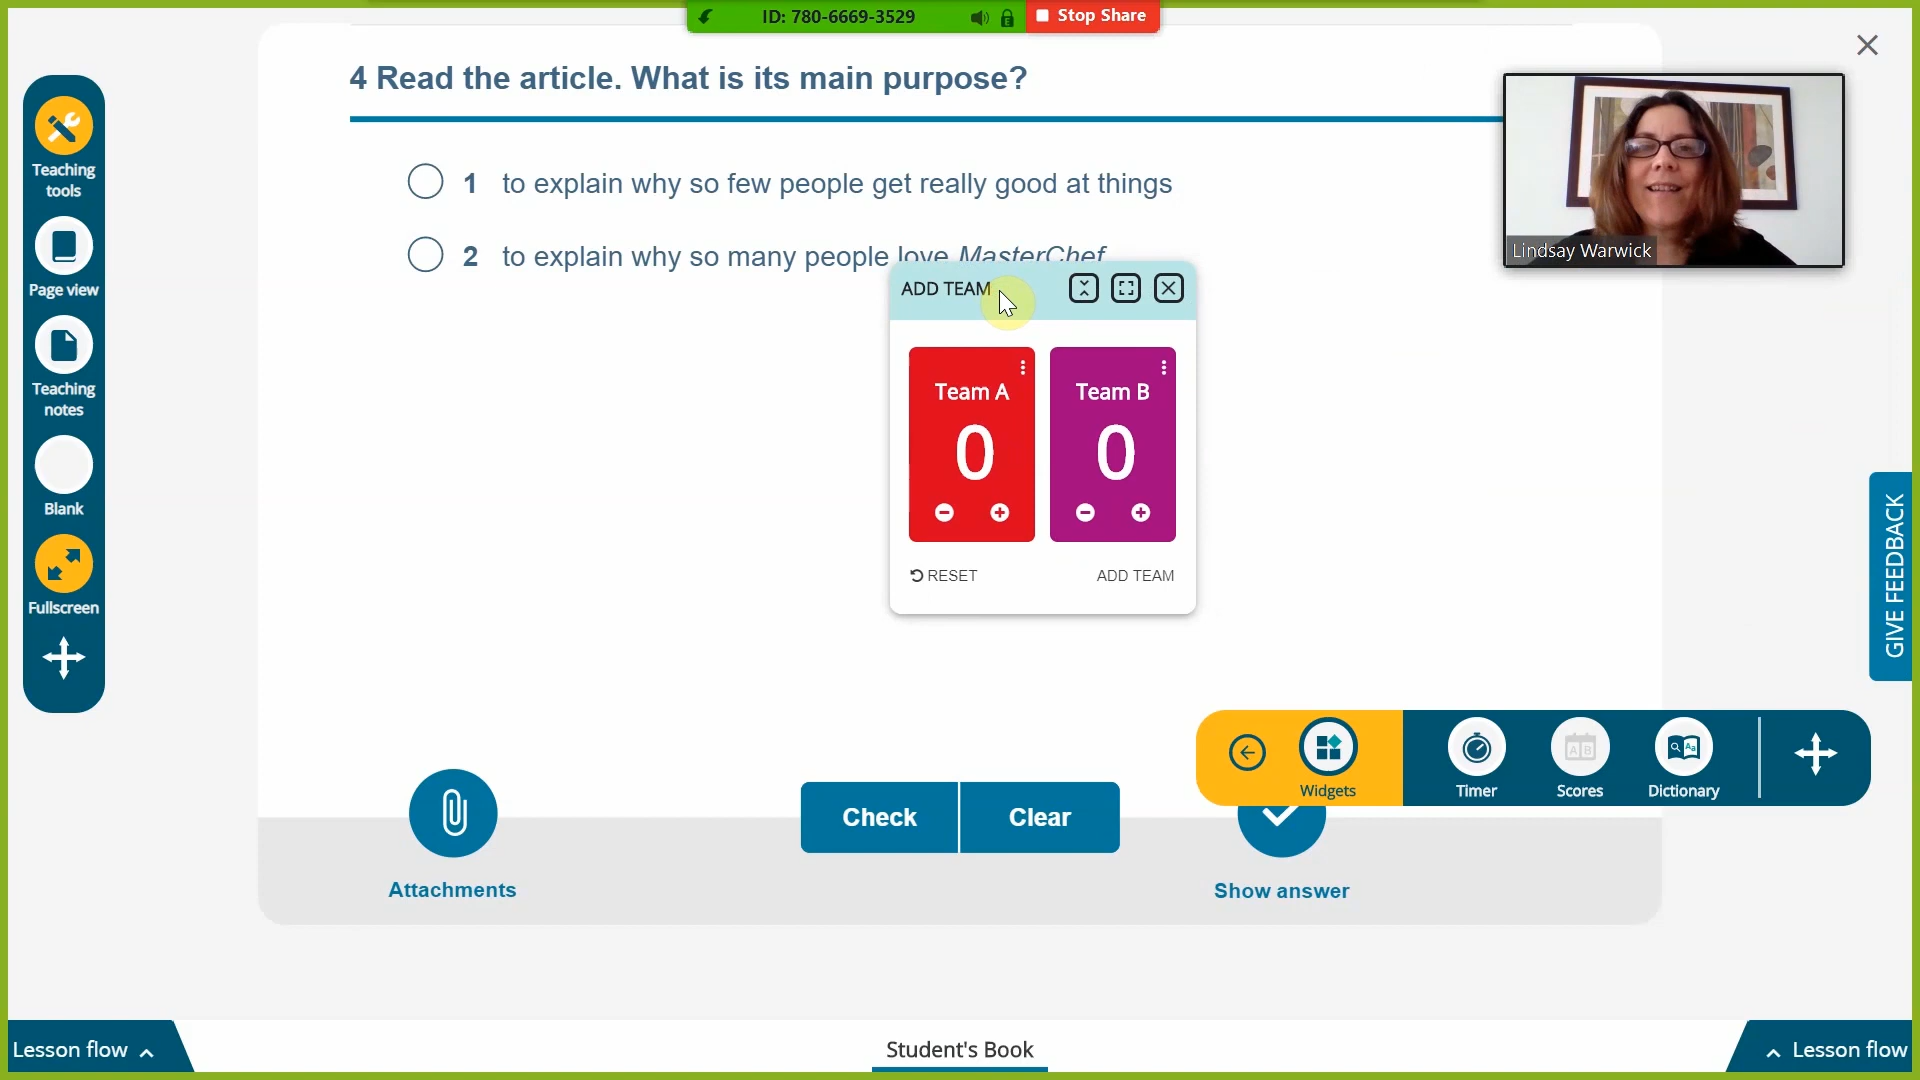 ID: 780-6669-3529
Stop Share
4 Read the article. What is its main purpose?
1 to explain why so few people get really good at things
2 to explain why so many people love MasterChef
Lindsay Warwick
Teaching
tools
Page view
Teaching
notes
Blank
Fullscreen
ADD TEAM
Team A
0
Team B
0
RESET
ADD TEAM
GIVE FEEDBACK
Widgets
Timer
A B
Scores
Aa
Dictionary
Check
Clear
Attachments
Show answer
Lesson flow
Student's Book
Lesson flow